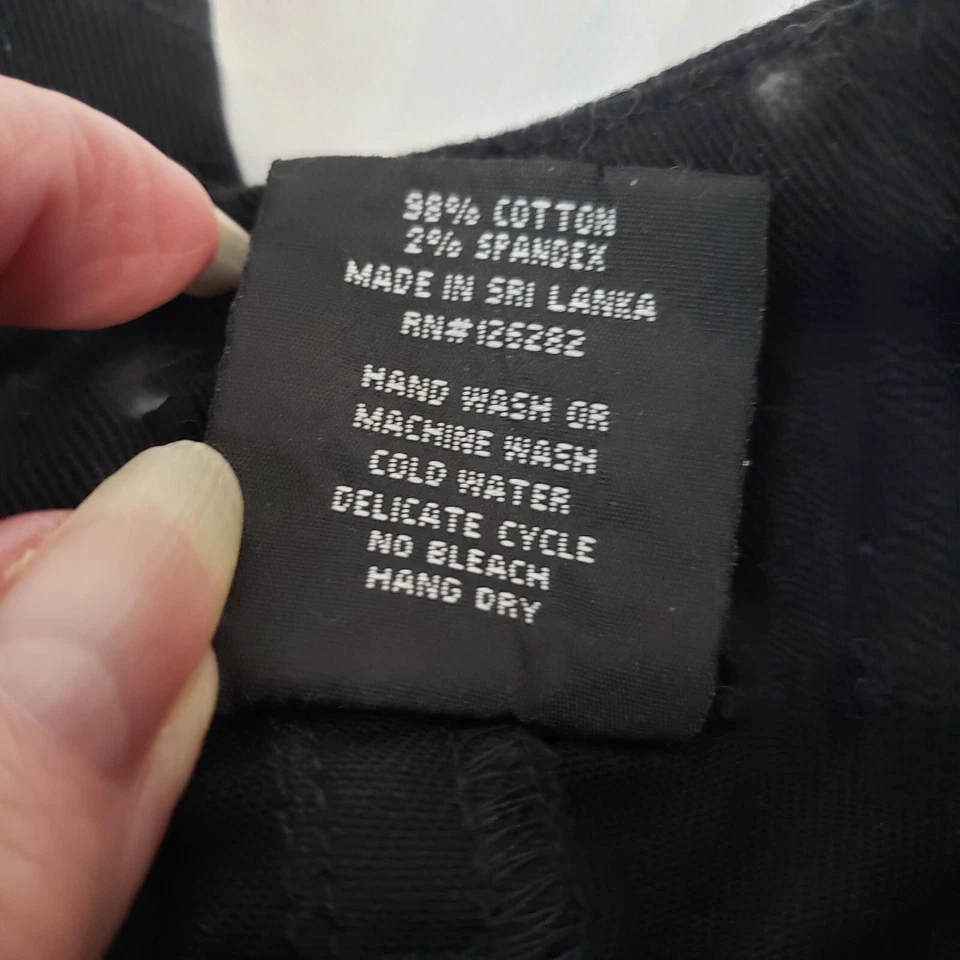 98% COTTON
2% SPANDEX
MADE IN SRI LANKA
RN#126282
HAND WASH OR
MACHINE WASH
COLD WATER
DELICATE CYCLE
NO BLEACH
HANG DRY